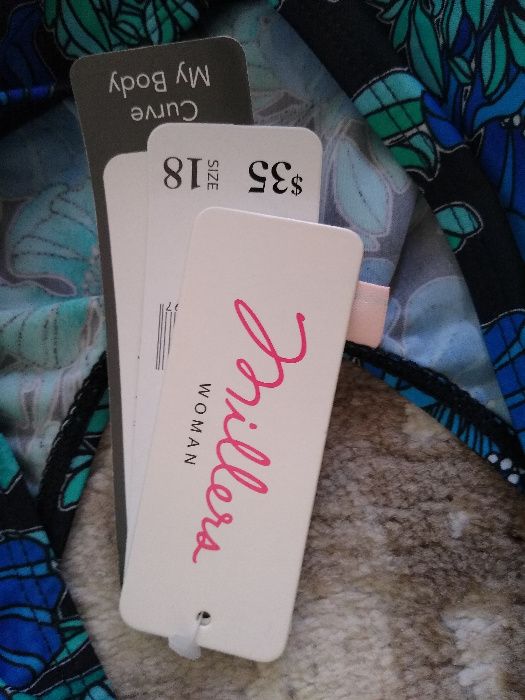 Curve
My Body
$35
SIZE
18
Millers
WOMAN